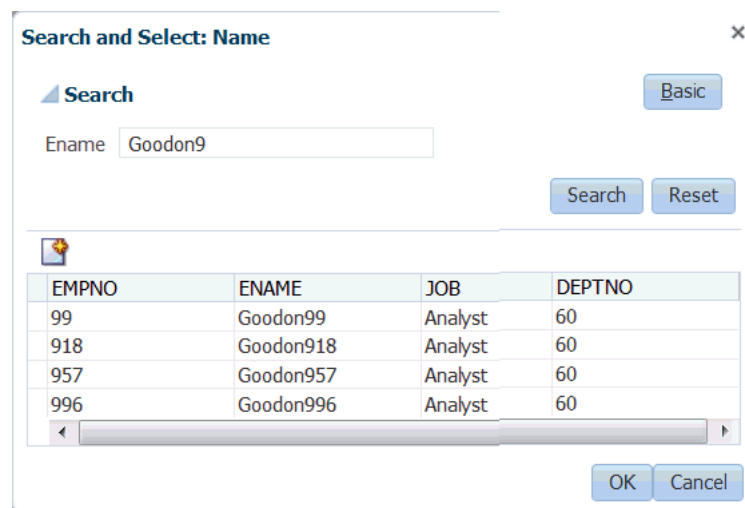 Search and Select: Name ×
Search Basic
Ename Goodon9
Search Reset
EMPNO ENAME JOB DEPTNO
99 Goodon99 Analyst 60
918 Goodon918 Analyst 60
957 Goodon957 Analyst 60
996 Goodon996 Analyst 60
OK Cancel